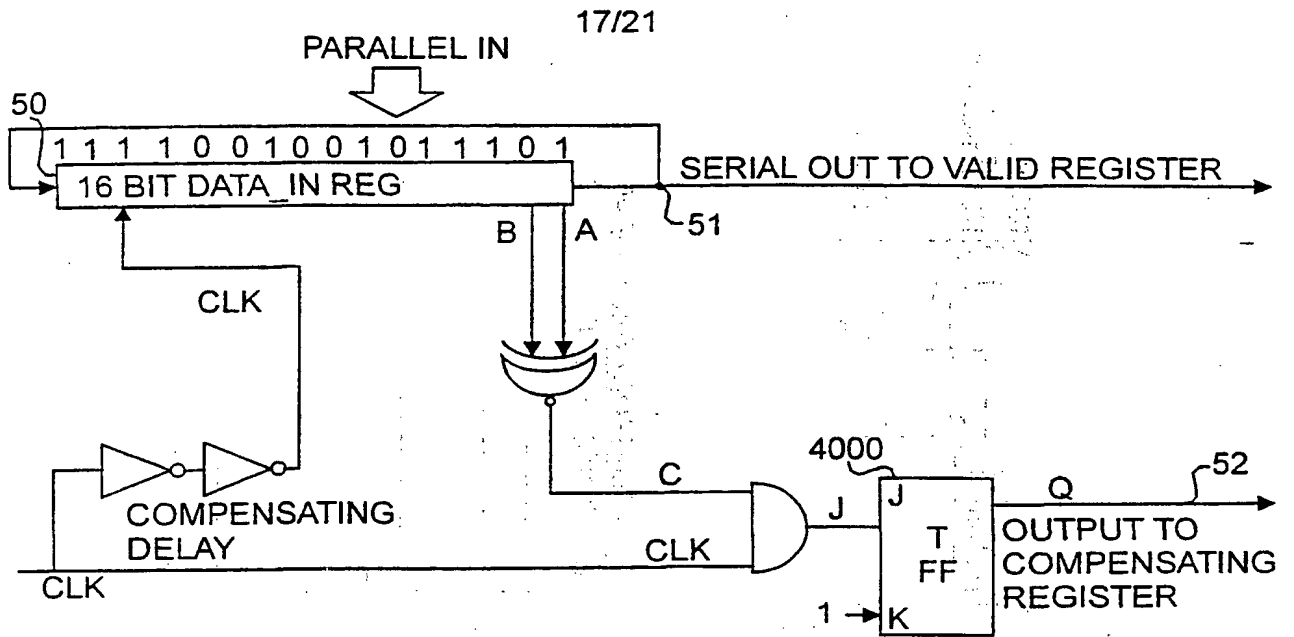 17/21
PARALLEL IN
50
1 1 1 1 0 0 1 0 0 1 0 1 1 1 0 1
16 BIT DATA_IN REG
SERIAL OUT TO VALID REGISTER
51
B
A
CLK
4000
52
C
J
J
Q
COMPENSATING
DELAY
CLK
T
FF
OUTPUT TO
COMPENSATING
REGISTER
CLK
1
K